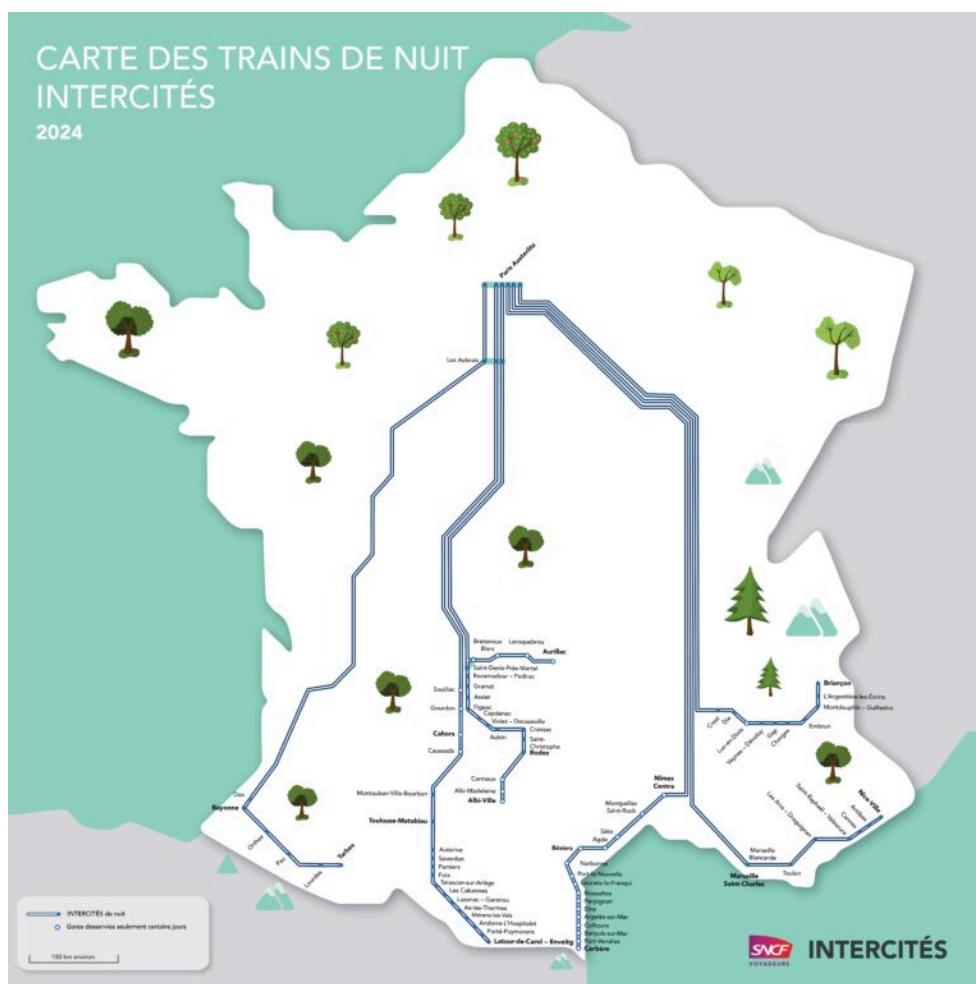 CARTE DES TRAINS DE NUIT
INTERCITÉS
2024
Paris Austerlitz
Les Aubrais
Bretenoux
Biars
Laroquebrou
Aurillac
Saint-Denis-Près-Martel
Rocamadour – Padirac
Gramat
Assier
Figeac
Capdenac
Viviez – Decazeville
Aubin
Cransac
Saint-
Christophe
Rodez
Carmaux
Albi-Madeleine
Albi-Ville
Souillac
Gourdon
Cahors
Caussade
Montauban-Ville-Bourbon
Toulouse-Matabiau
Auterive
Saverdun
Pamiers
Foix
Tarascon-sur-Ariège
Les Cabannes
Luzenac – Garanou
Ax-les-Thermes
Mérens-les-Vals
Andorre-L'Hospitalet
Porté-Puymorens
Latour-de-Carol – Enveitg
Dax
Bayonne
Orthez
Pau
Lourdes
Tarbes
Nîmes
Centre
Montpellier
Saint-Roch
Sète
Agde
Béziers
Narbonne
Port-la-Nouvelle
Leucate-la-Franqui
Rivesaltes
Perpignan
Elne
Argelès-sur-Mer
Collioure
Banyuls-sur-Mer
Port-Vendres
Cerbère
Crest
Die
Luc-en-Diois
Veynes – Dévoluy
Gap
Chorges
Embrun
Montdauphin – Guillestre
L'Argentière-les-Écrins
Briançon
Marseille
Saint-Charles
Marseille
Blancarde
Toulon
Les Arcs – Draguignan
Saint-Raphaël – Valescure
Cannes
Antibes
Nice-Ville
INTERCITÉS de nuit
Gares desservies seulement certains jours
100 km environ
SNCF
VOYAGEURS
INTERCITÉS